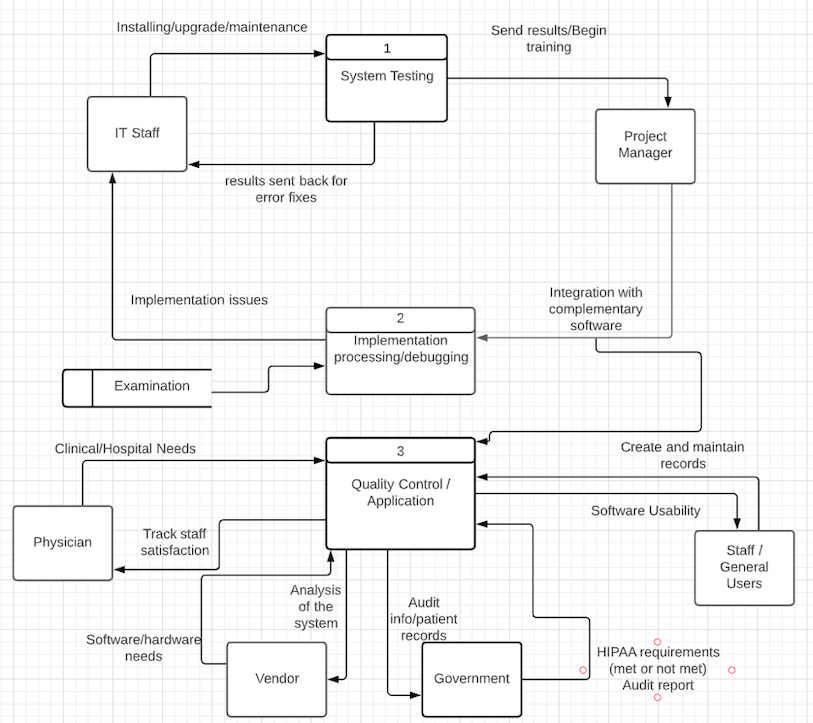 Installing/upgrade/maintenance
Send results/Begin
training
1
System Testing
IT Staff
Project
Manager
results sent back for
error fixes
Implementation issues
Integration with
complementary
software
2
Implementation
processing/debugging
Examination
Clinical/Hospital Needs
3
Quality Control /
Application
Create and maintain
records
Software Usability
Physician
Track staff
satisfaction
Staff /
General
Users
Analysis
of the
system
Audit
info/patient
records
Software/hardware
needs
Vendor
Government
HIPAA requirements
(met or not met)
Audit report